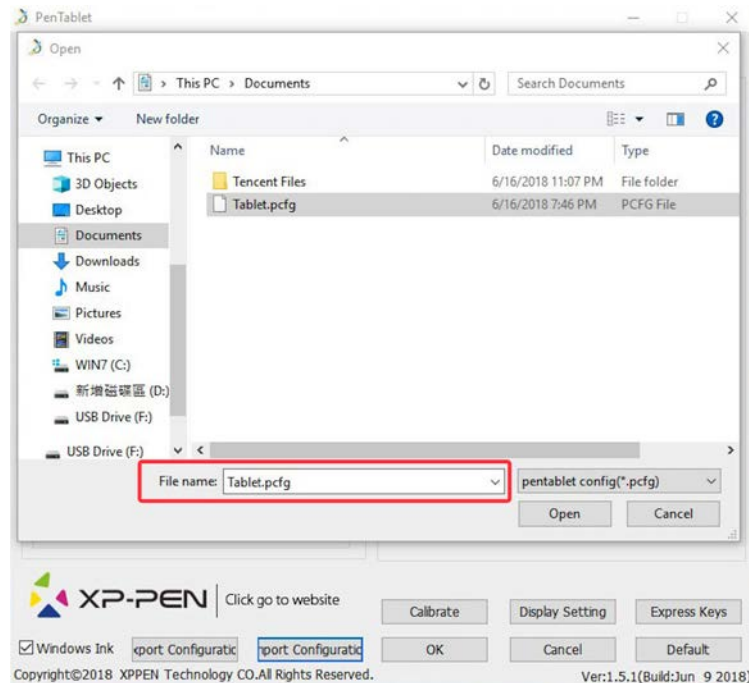 PenTablet
Open
This PC > Documents
Search Documents
Organize
New folder
Name
Date modified
Type
This PC
3D Objects
Desktop
Documents
Downloads
Music
Pictures
Videos
WIN7 (C:)
新增磁碟區 (D:)
USB Drive (F:)
USB Drive (F:)
Tencent Files 6/16/2018 11:07 PM File folder
Tablet.pcfg 6/16/2018 7:46 PM PCFG File
File name: Tablet.pcfg
pentablet config(*.pcfg)
Open
Cancel
XP-PEN
Click go to website
Calibrate
Display Setting
Express Keys
Windows Ink
xport Configuratic
nport Configuratic
OK
Cancel
Default
Copyright©2018 XPPEN Technology CO.All Rights Reserved.
Ver:1.5.1(Build:Jun 9 2018)